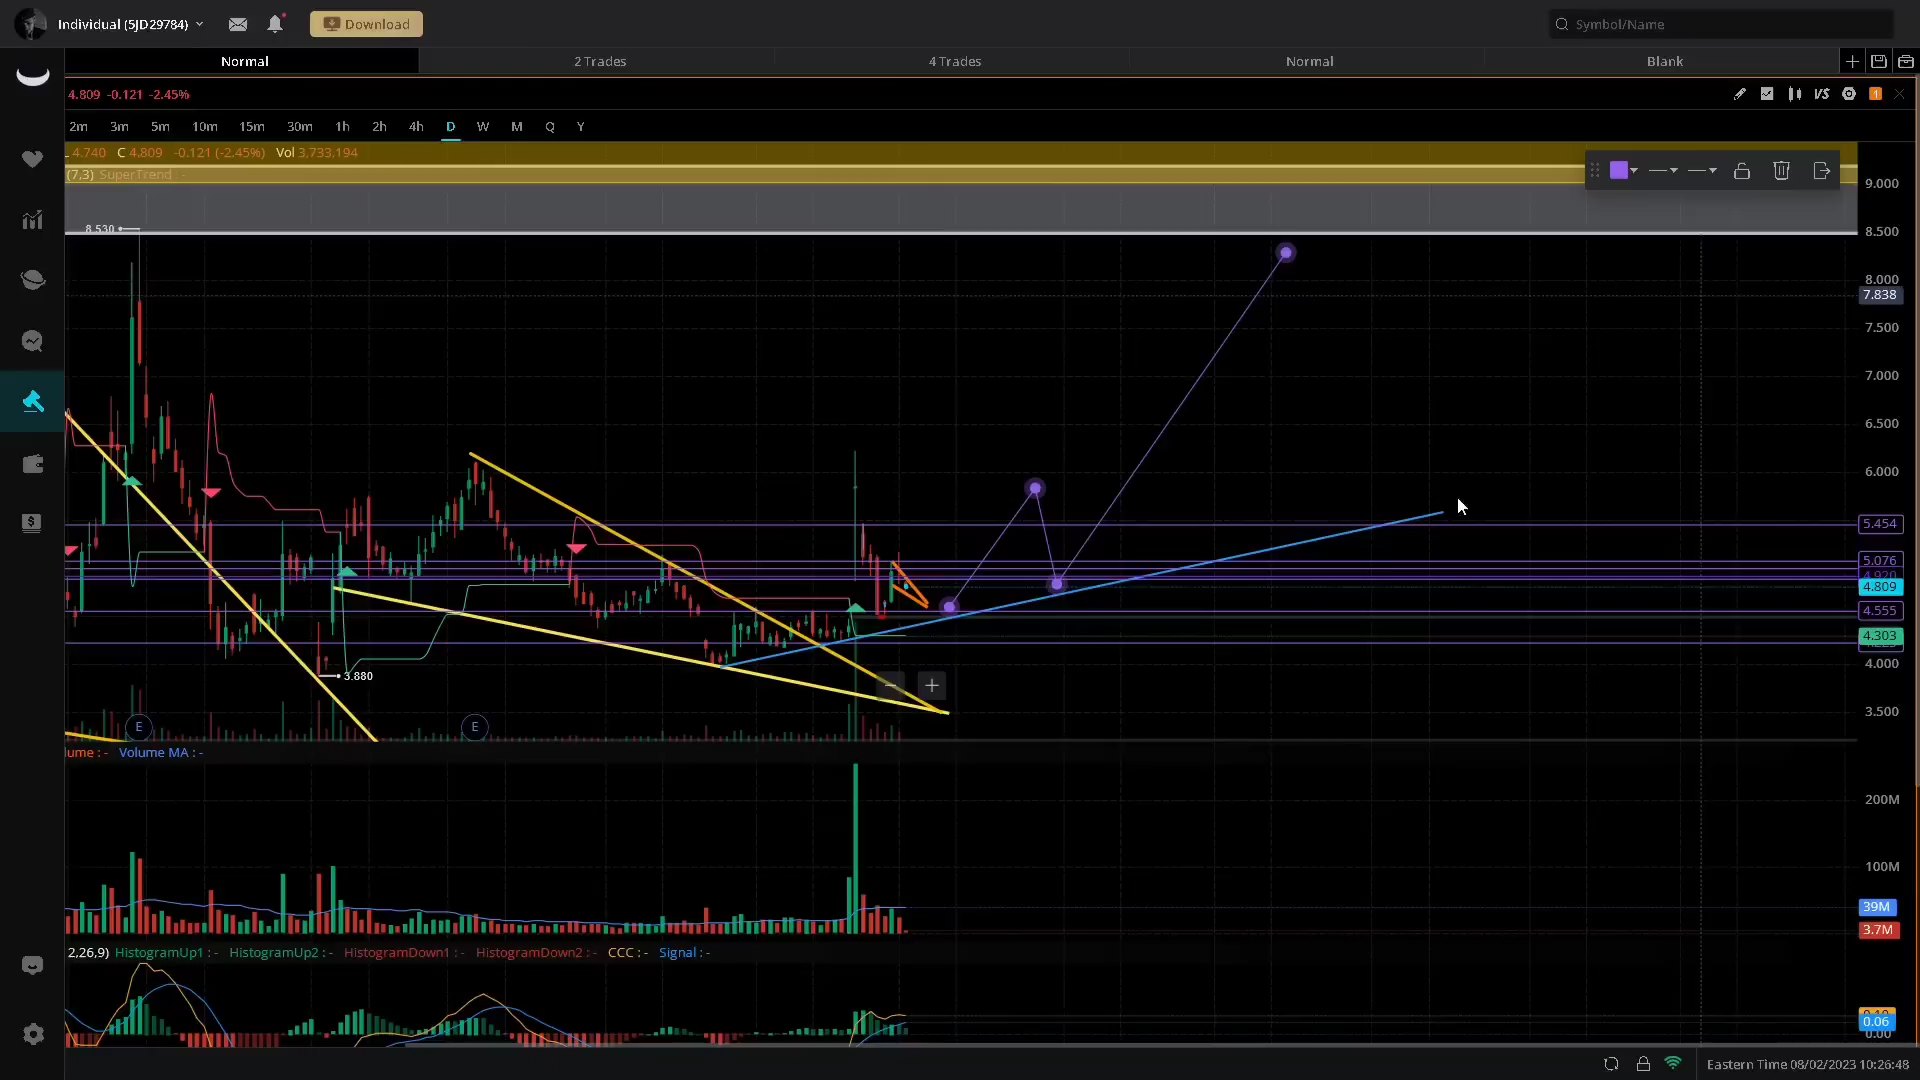 Individual (5JD29784)
Download
Symbol/Name
Normal
2 Trades
4 Trades
Normal
Blank
4.809 -0.121 -2.45%
VS
1
2m 3m 5m 10m 15m 30m 1h 2h 4h D W M Q Y
L 4.740 C 4.809 -0.121 (-2.45%) Vol 3,733,194
(7,3) SuperTrend : -
9.000
8.530
8.500
8.000
7.838
7.500
7.000
6.500
6.000
5.454
5.076
4.809
4.555
4.303
4.000
3.880
3.500
E
E
lume : - Volume MA : -
200M
100M
39M
3.7M
2,26,9) HistogramUp1 : - HistogramUp2 : - HistogramDown1 : - HistogramDown2 : - CCC : - Signal : -
0.06
0.00
Eastern Time 08/02/2023 10:26:48